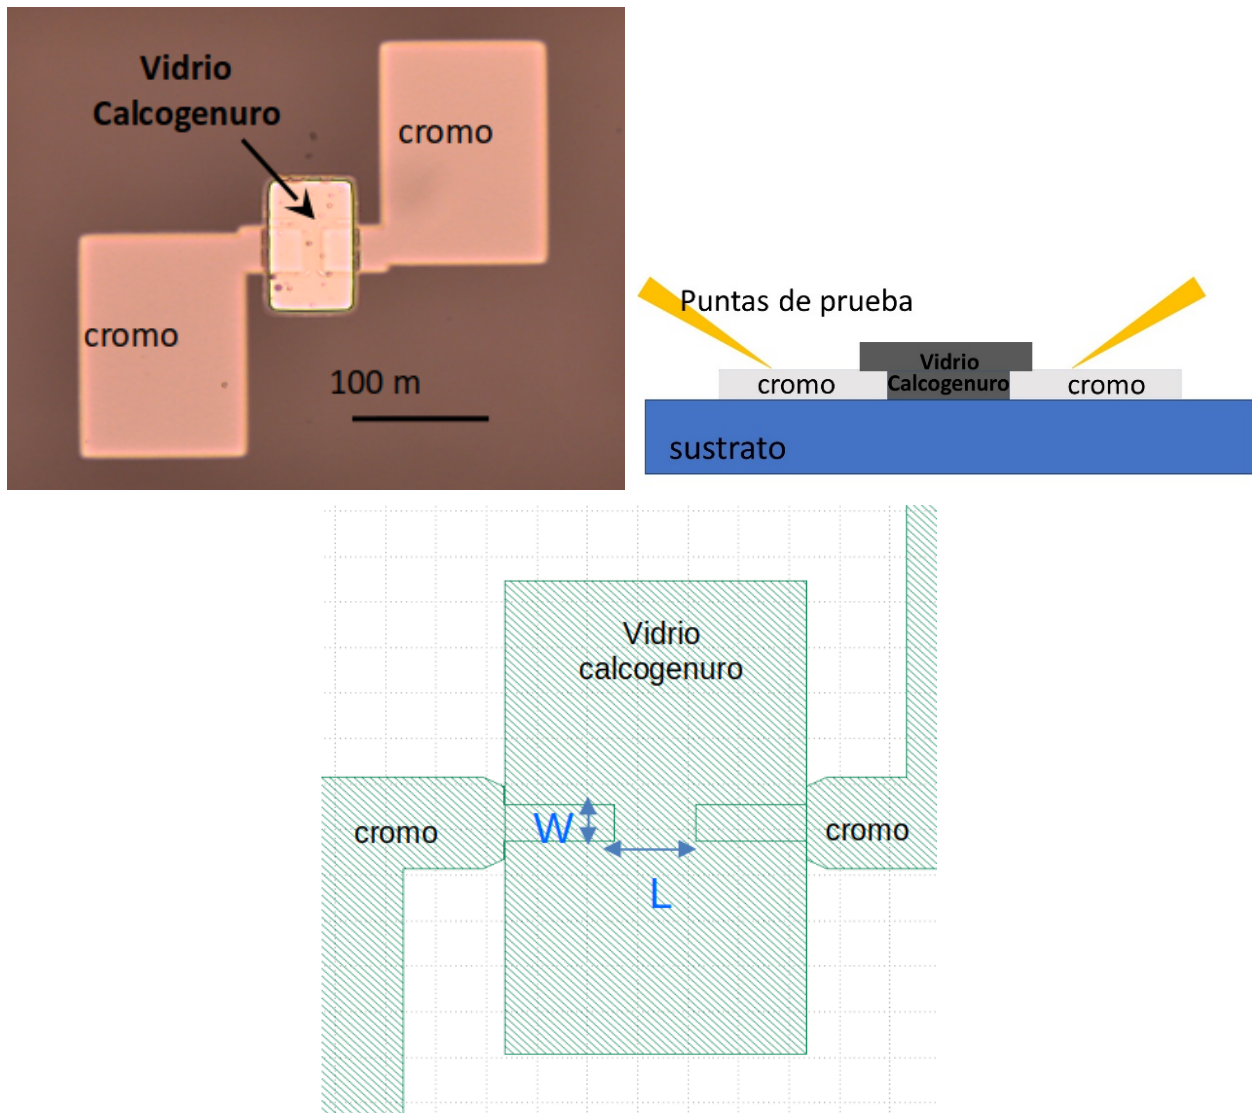 Vidrio
Calcogenuro
cromo
cromo
100 m
Puntas de prueba
Vidrio
Calcogenuro
cromo
cromo
sustrato
Vidrio
calcogenuro
cromo
W
cromo
L